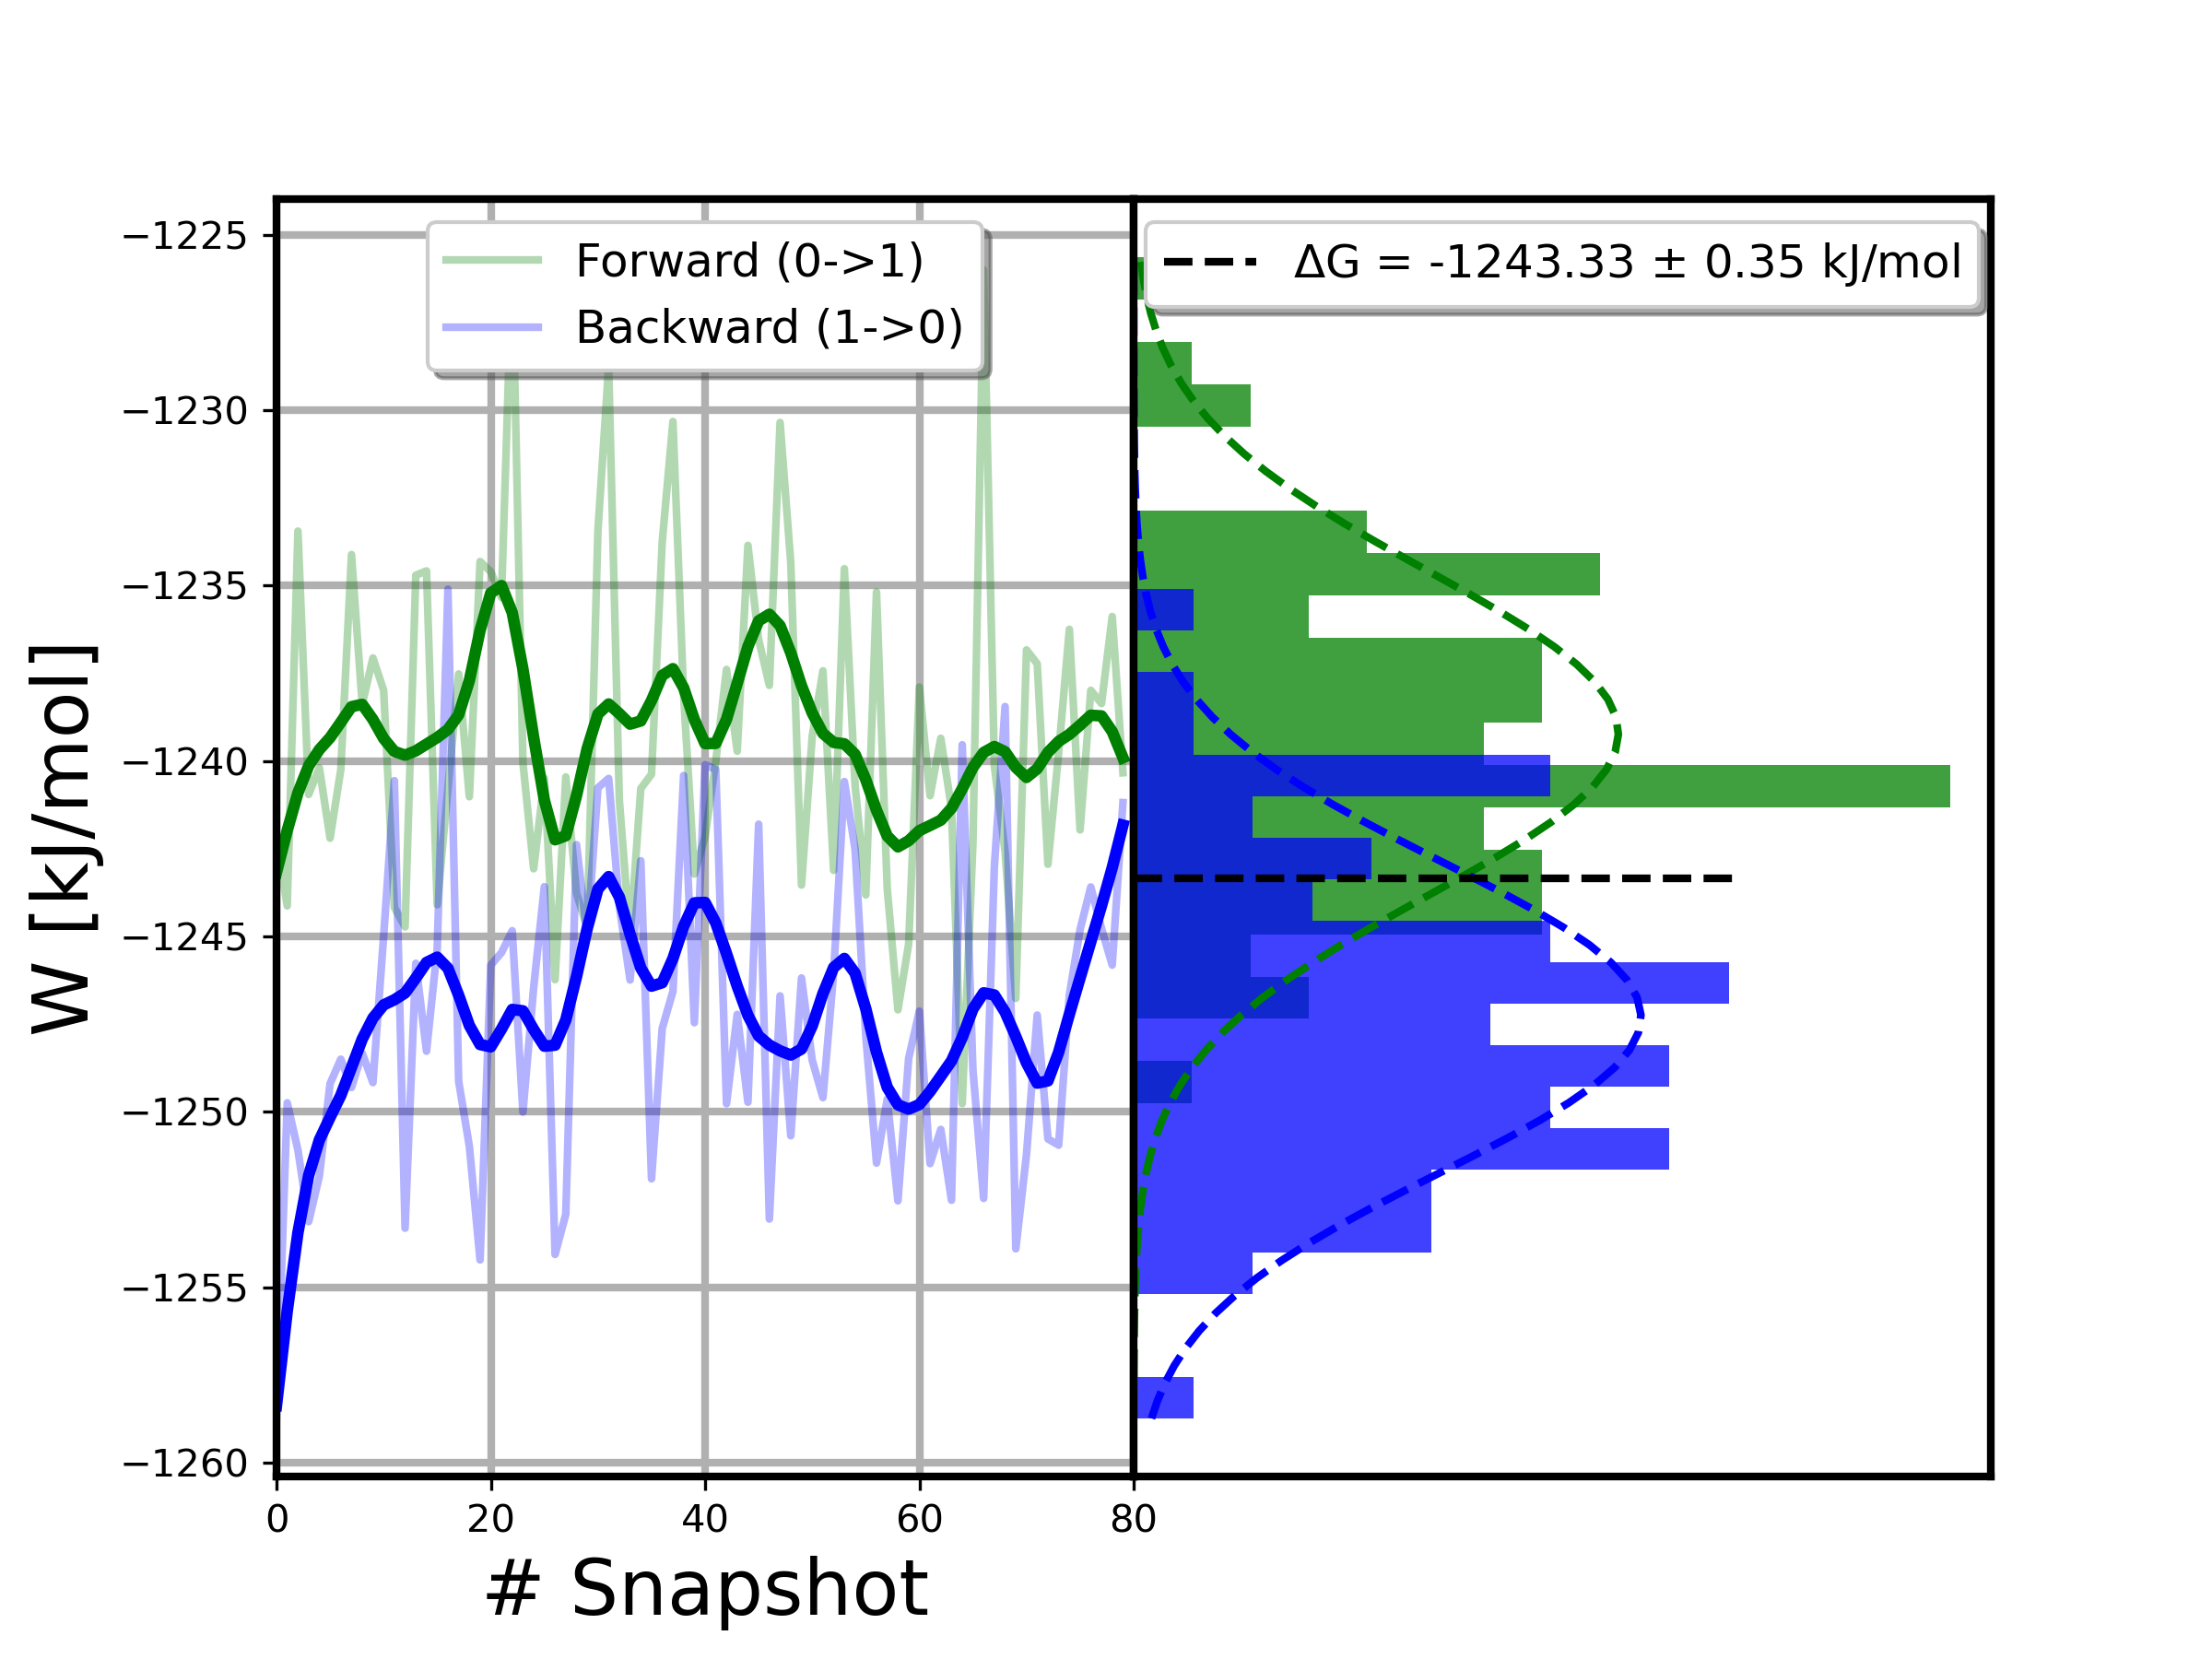 W [kJ/mol]
−1225
−1230
−1235
−1240
−1245
−1250
−1255
−1260
Forward (0->1)
Backward (1->0)
ΔG = -1243.33 ± 0.35 kJ/mol
0 20 40 60 80
# Snapshot